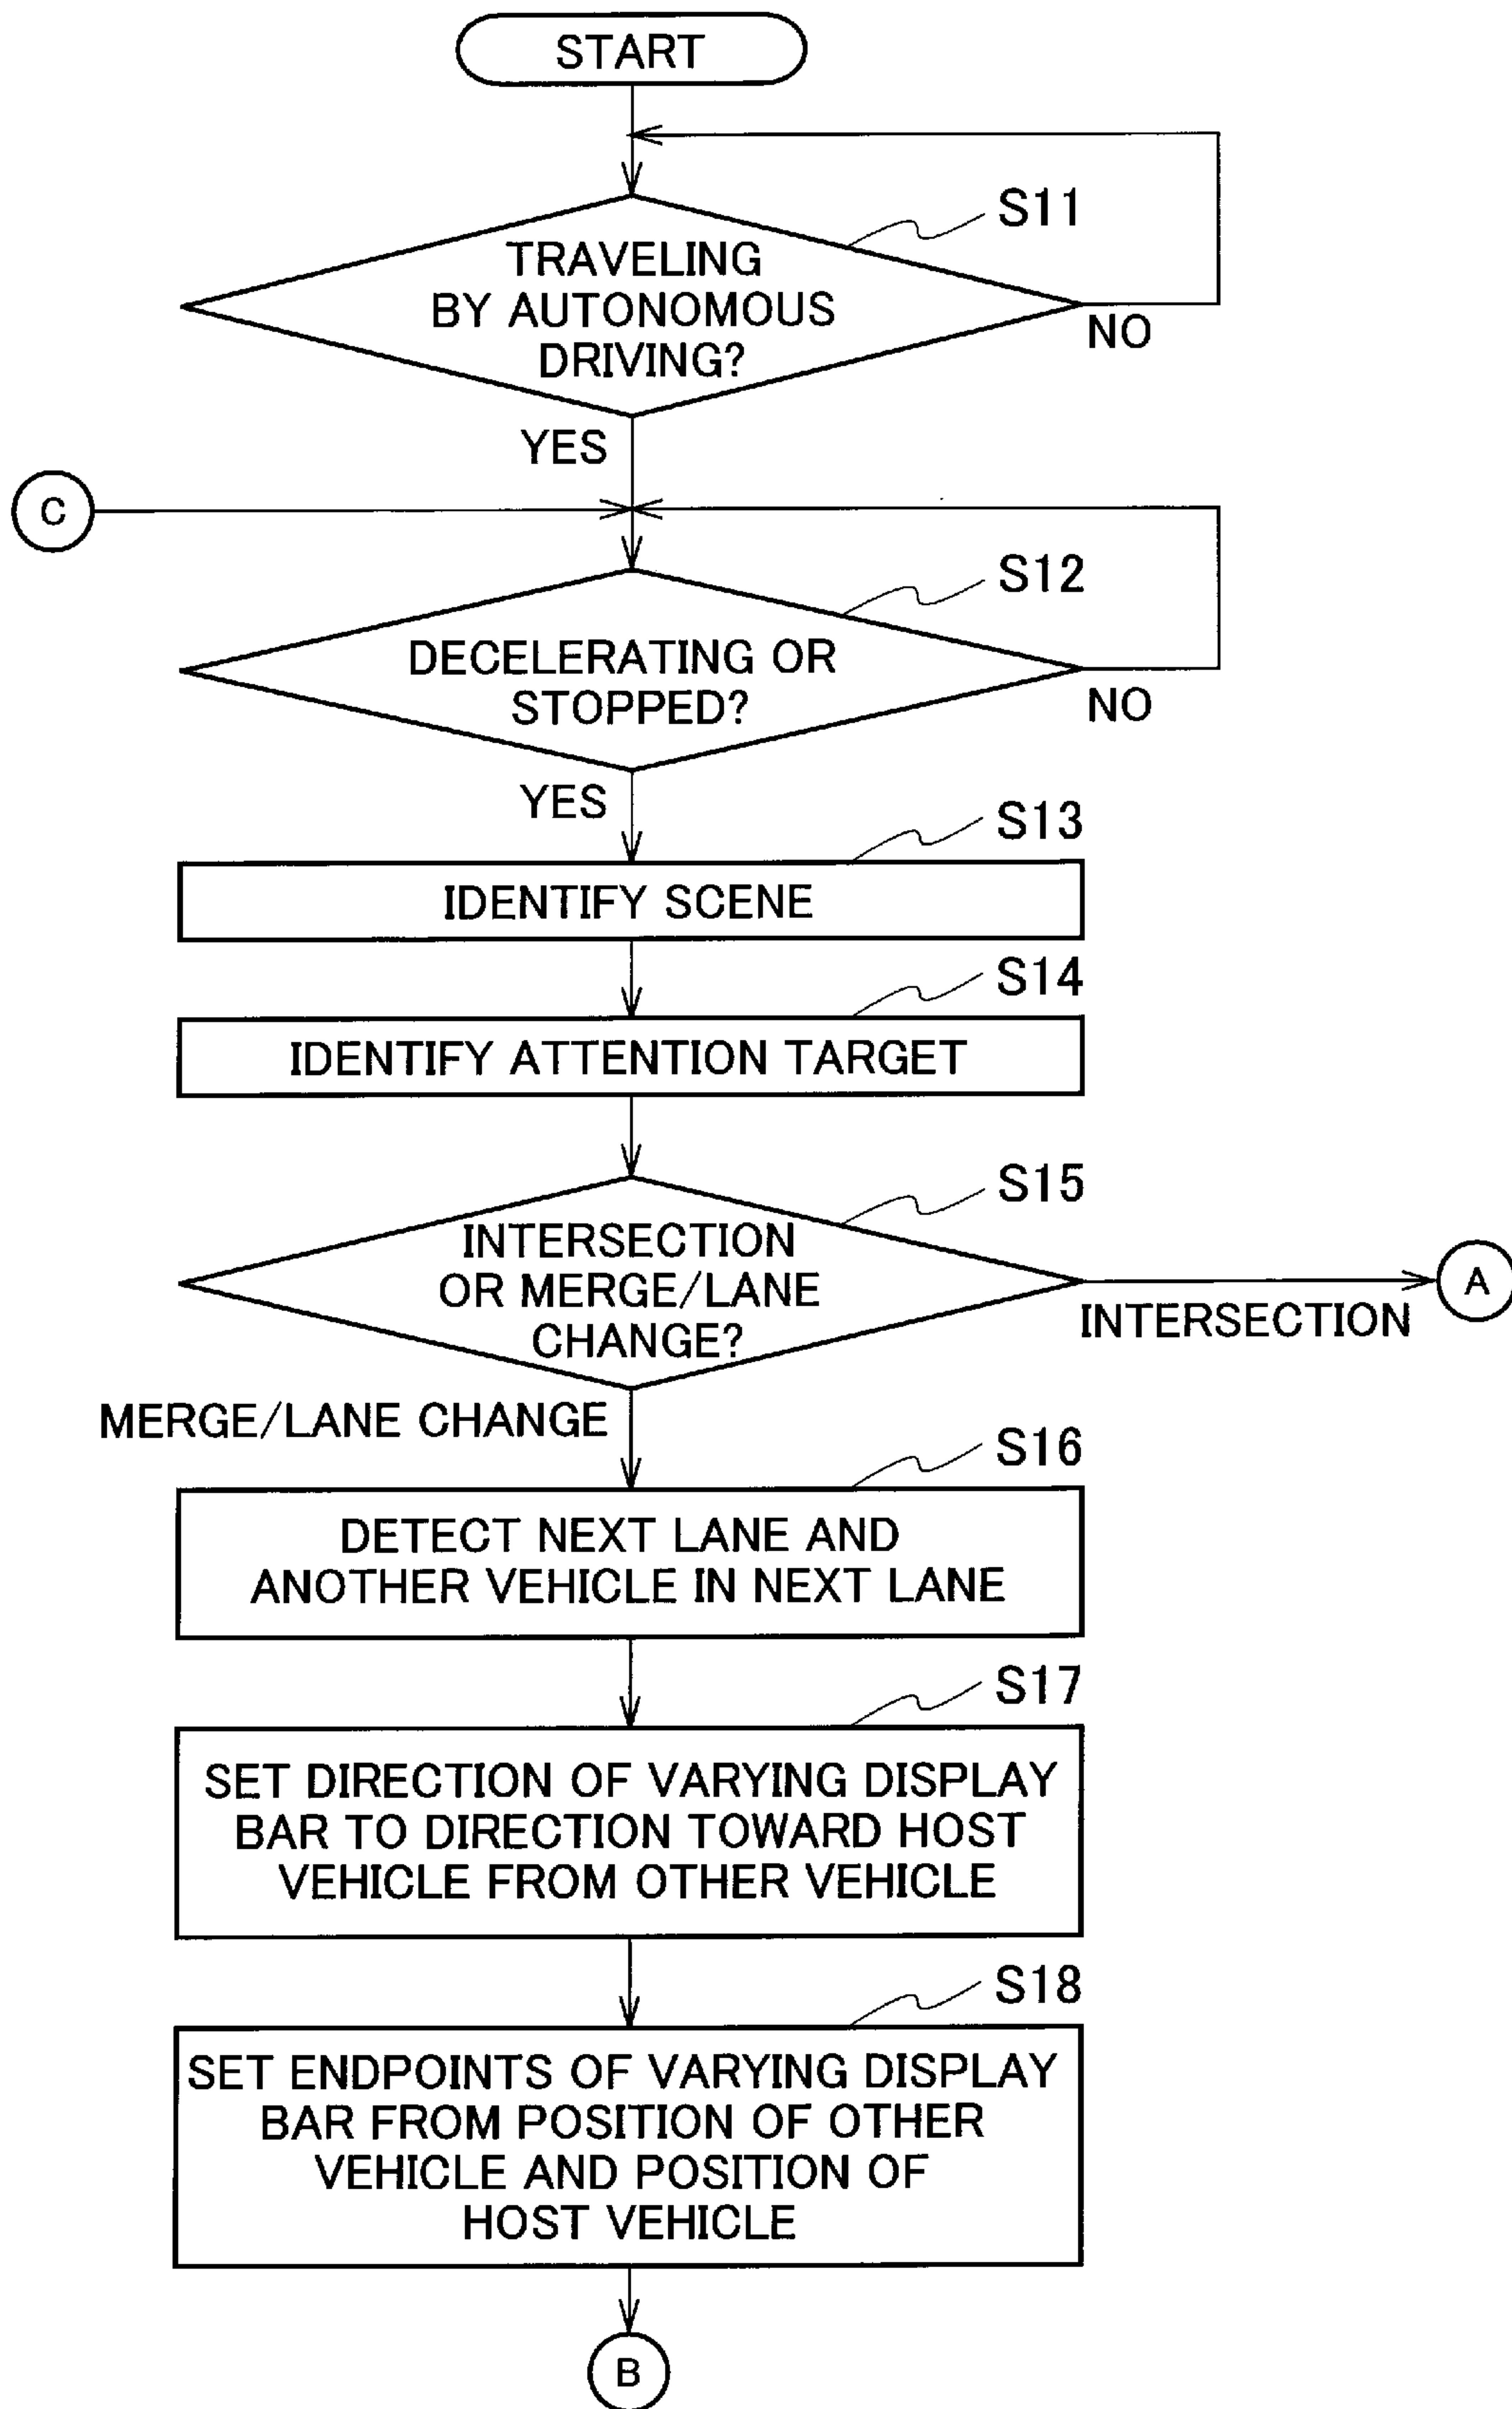 START
S11
TRAVELING
BY AUTONOMOUS
DRIVING?
NO
YES
C
S12
DECELERATING OR
STOPPED?
NO
YES
S13
IDENTIFY SCENE
S14
IDENTIFY ATTENTION TARGET
S15
INTERSECTION
OR MERGE/LANE
CHANGE?
A
INTERSECTION
MERGE/LANE CHANGE
S16
DETECT NEXT LANE AND
ANOTHER VEHICLE IN NEXT LANE
S17
SET DIRECTION OF VARYING DISPLAY
BAR TO DIRECTION TOWARD HOST
VEHICLE FROM OTHER VEHICLE
S18
SET ENDPOINTS OF VARYING DISPLAY
BAR FROM POSITION OF OTHER
VEHICLE AND POSITION OF
HOST VEHICLE
B